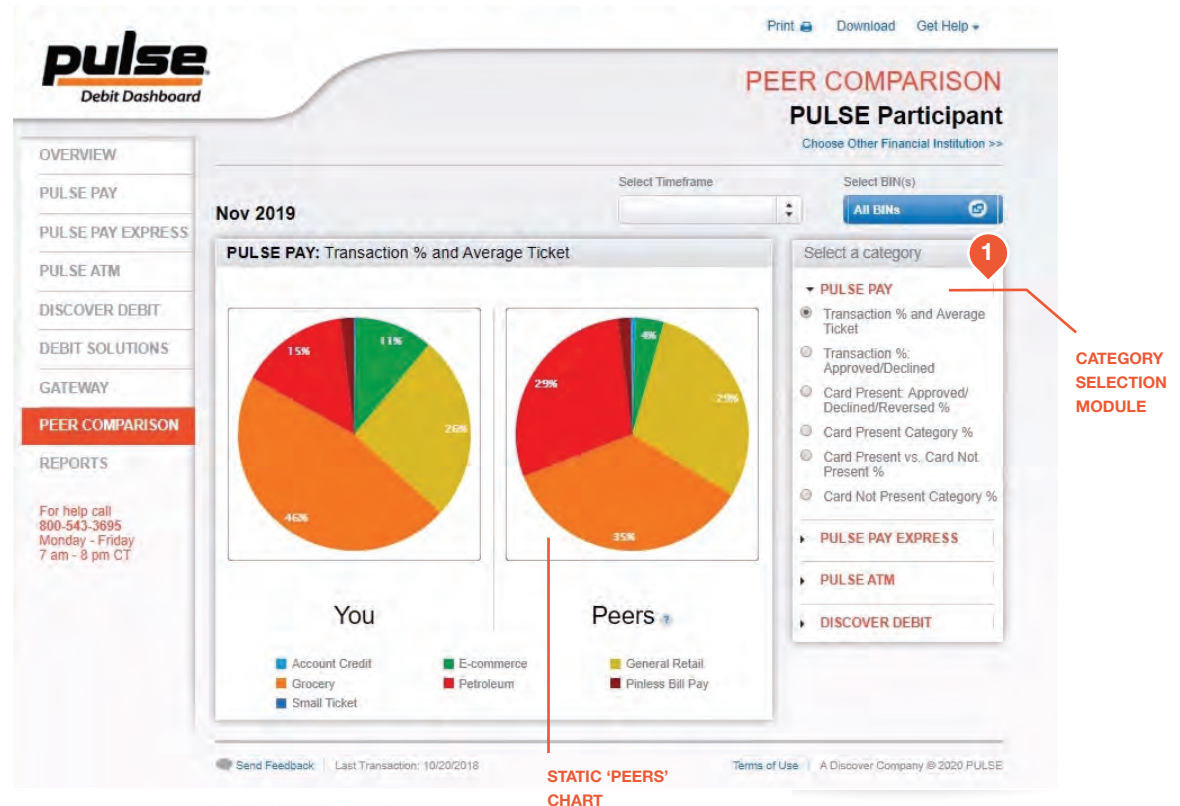 Print Download Get Help
pulse
Debit Dashboard
PEER COMPARISON
PULSE Participant
Choose Other Financial Institution >>
OVERVIEW
PULSE PAY
PULSE PAY EXPRESS
PULSE ATM
DISCOVER DEBIT
DEBIT SOLUTIONS
GATEWAY
PEER COMPARISON
REPORTS
For help call
800-543-3695
Monday - Friday
7 am - 8 pm CT
Nov 2019
Select Timeframe
Select BIN(s)
All BINs
PULSE PAY: Transaction % and Average Ticket
15%
11%
26%
46%
4%
29%
29%
35%
You
Peers ?
Account Credit
E-commerce
General Retail
Grocery
Petroleum
Pinless Bill Pay
Small Ticket
Select a category
1
PULSE PAY
Transaction % and Average
Ticket
Transaction %:
Approved/Declined
Card Present: Approved/
Declined/Reversed %
Card Present Category %
Card Present vs. Card Not
Present %
Card Not Present Category %
PULSE PAY EXPRESS
PULSE ATM
DISCOVER DEBIT
CATEGORY
SELECTION
MODULE
Send Feedback | Last Transaction: 10/20/2018
Terms of Use | A Discover Company © 2020 PULSE
STATIC ‘PEERS’
CHART